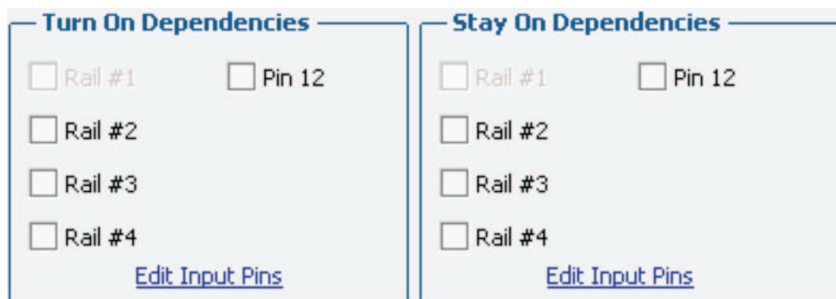 Turn On Dependencies
Rail #1 Pin 12
Rail #2
Rail #3
Rail #4
Edit Input Pins
Stay On Dependencies
Rail #1 Pin 12
Rail #2
Rail #3
Rail #4
Edit Input Pins